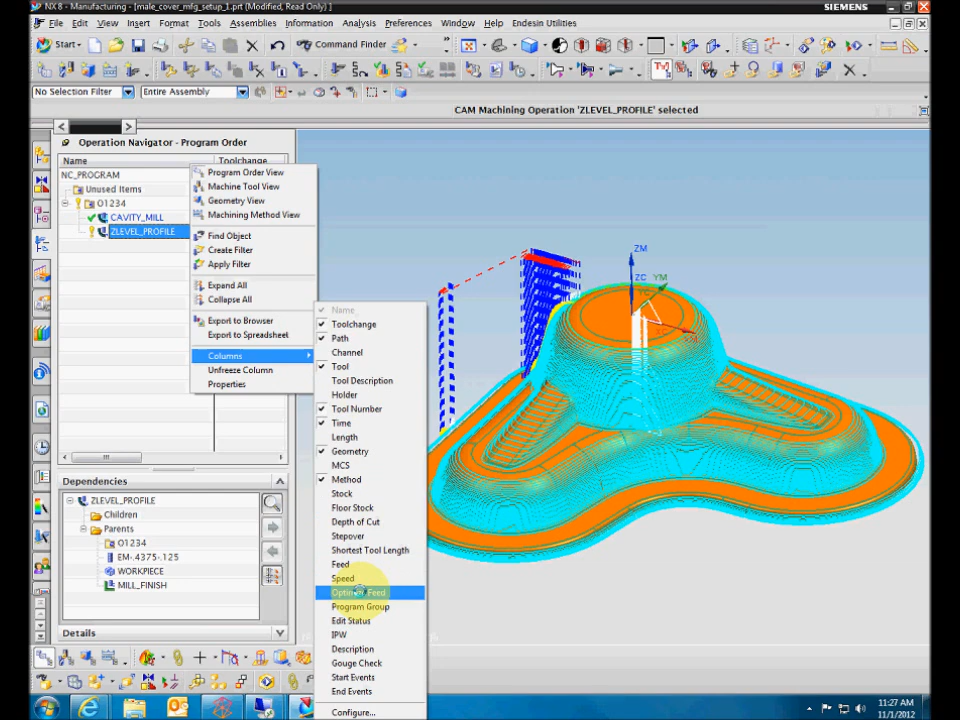 NX 8 - Manufacturing - [male_cover_mfg_setup_1.prt (Modified, Read Only) ]
SIEMENS
File Edit View Insert Format Tools Assemblies Information Analysis Preferences Window Help Endesin Utilities
Start
Command Finder
No Selection Filter
Entire Assembly
CAM Machining Operation 'ZLEVEL_PROFILE' selected
Operation Navigator - Program Order
Name
Toolchange
NC_PROGRAM
Unused Items
O1234
CAVITY_MILL
ZLEVEL_PROFILE
Program Order View
Machine Tool View
Geometry View
Machining Method View
Find Object
Create Filter
Apply Filter
Expand All
Collapse All
Export to Browser
Export to Spreadsheet
Columns
Unfreeze Column
Properties
Name
Toolchange
Path
Channel
Tool
Tool Description
Holder
Tool Number
Time
Length
Geometry
MCS
Method
Stock
Floor Stock
Depth of Cut
Stepover
Shortest Tool Length
Feed
Speed
Feed
Program Group
Edit Status
IPW
Description
Gouge Check
Start Events
End Events
Configure...
Dependencies
ZLEVEL_PROFILE
Children
Parents
O1234
EM-.4375-.125
WORKPIECE
MILL_FINISH
Details
ZM
ZC
YM
YC
11:27 AM
11/1/2012